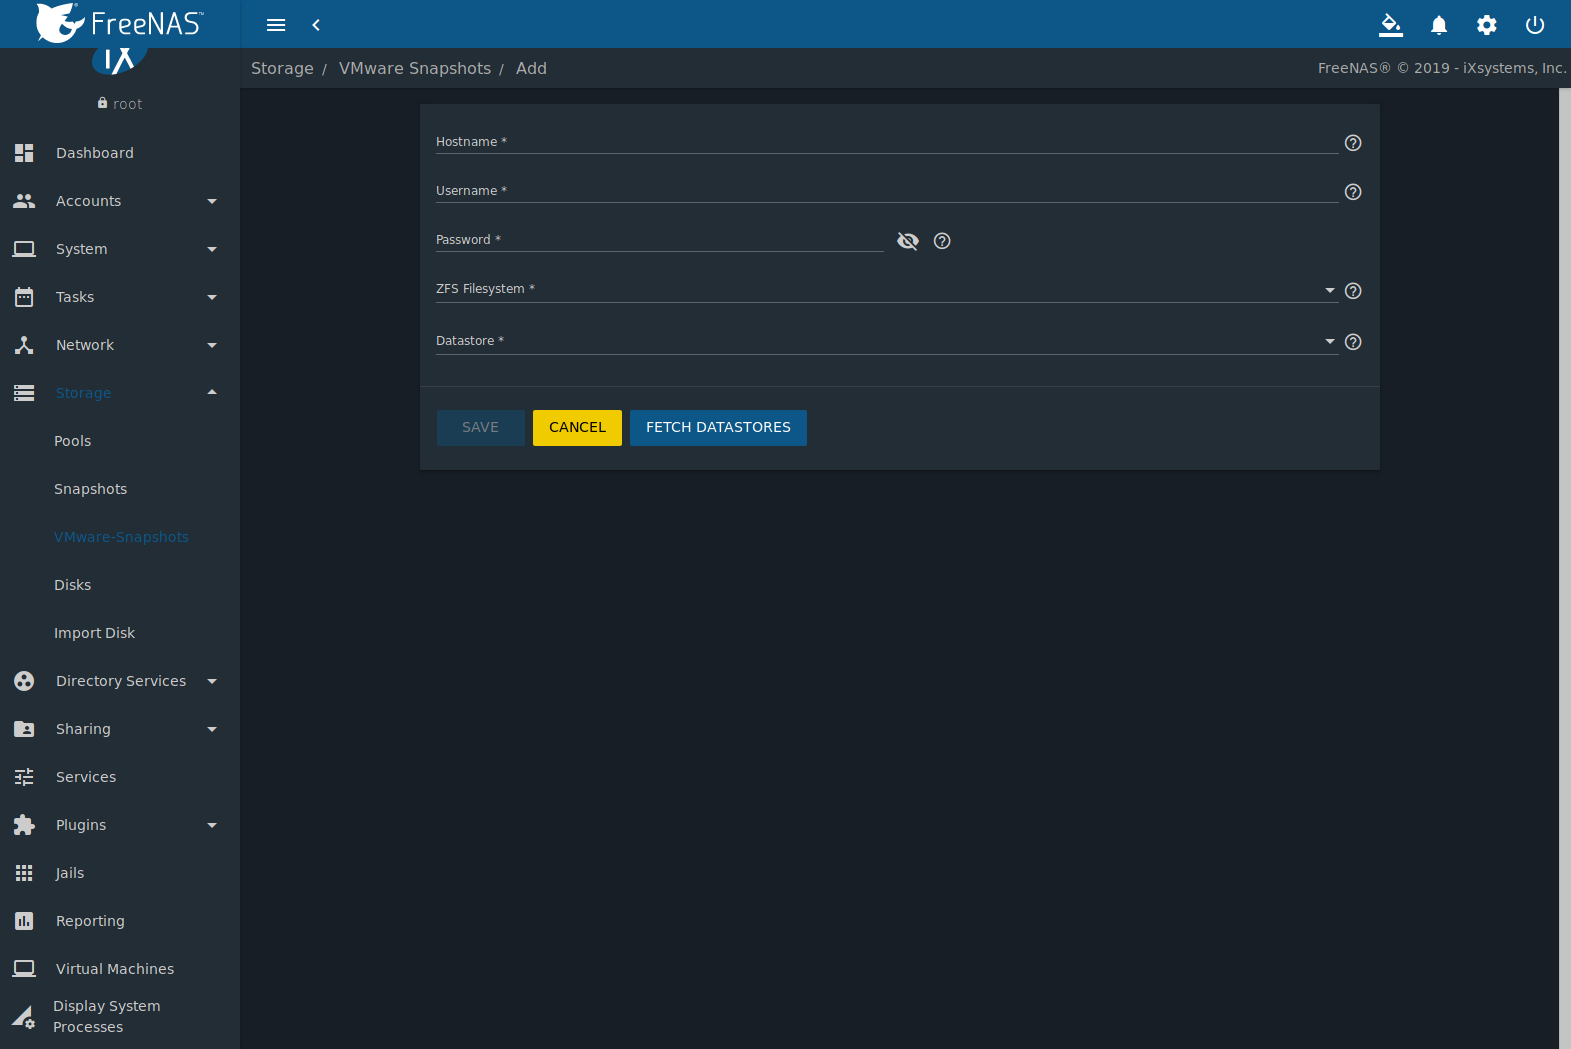 FreeNAS™
Storage / VMware Snapshots / Add
FreeNAS® © 2019 - iXsystems, Inc.
iX
root
Dashboard
Accounts
System
Tasks
Network
Storage
Pools
Snapshots
VMware-Snapshots
Disks
Import Disk
Directory Services
Sharing
Services
Plugins
Jails
Reporting
Virtual Machines
Display System
Processes
Hostname *
Username *
Password *
ZFS Filesystem *
Datastore *
SAVE CANCEL FETCH DATASTORES